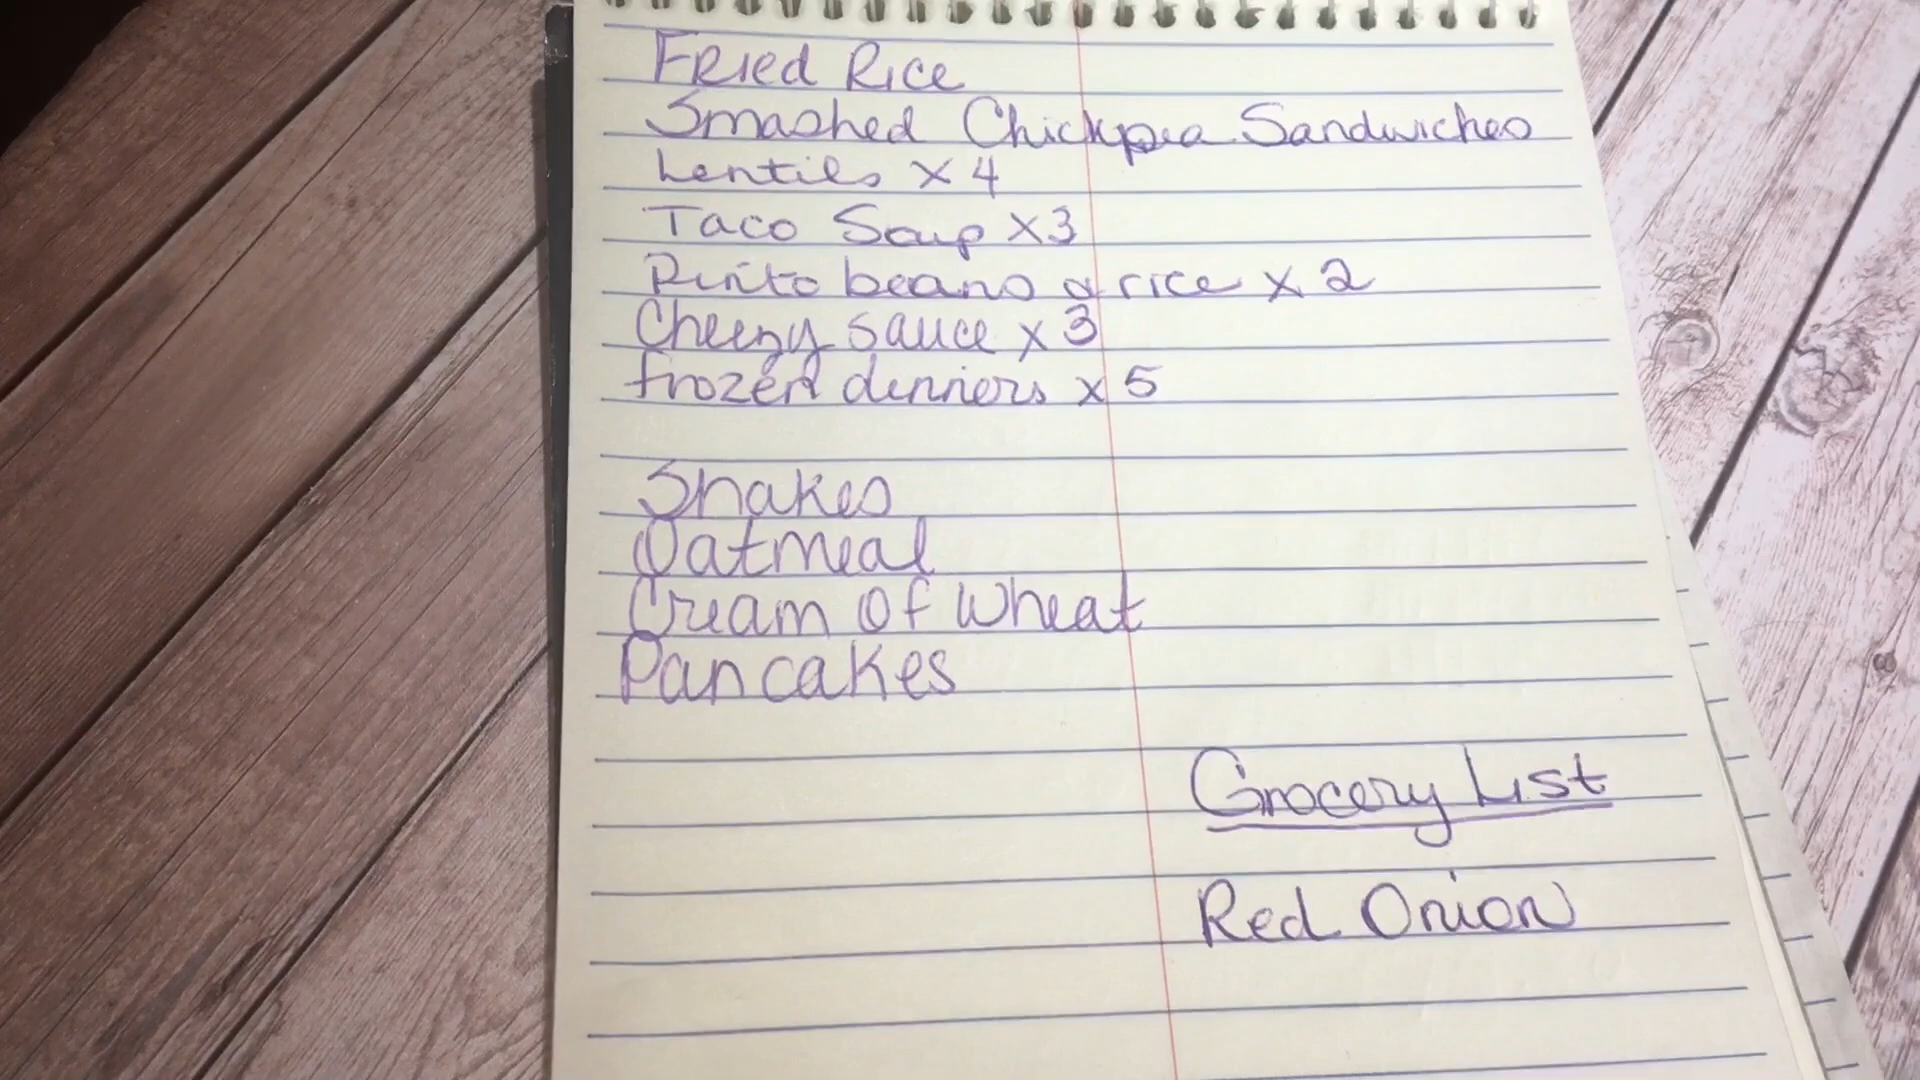 Fried Rice
Smashed Chickpea Sandwiches
Lentils x 4
Taco Soup x3
Pinto beans & rice x 2
Cheezy sauce x 3
frozen dinners x 5
Shakes
Oatmeal
Cream of Wheat
Pancakes
Grocery List
Red Onion